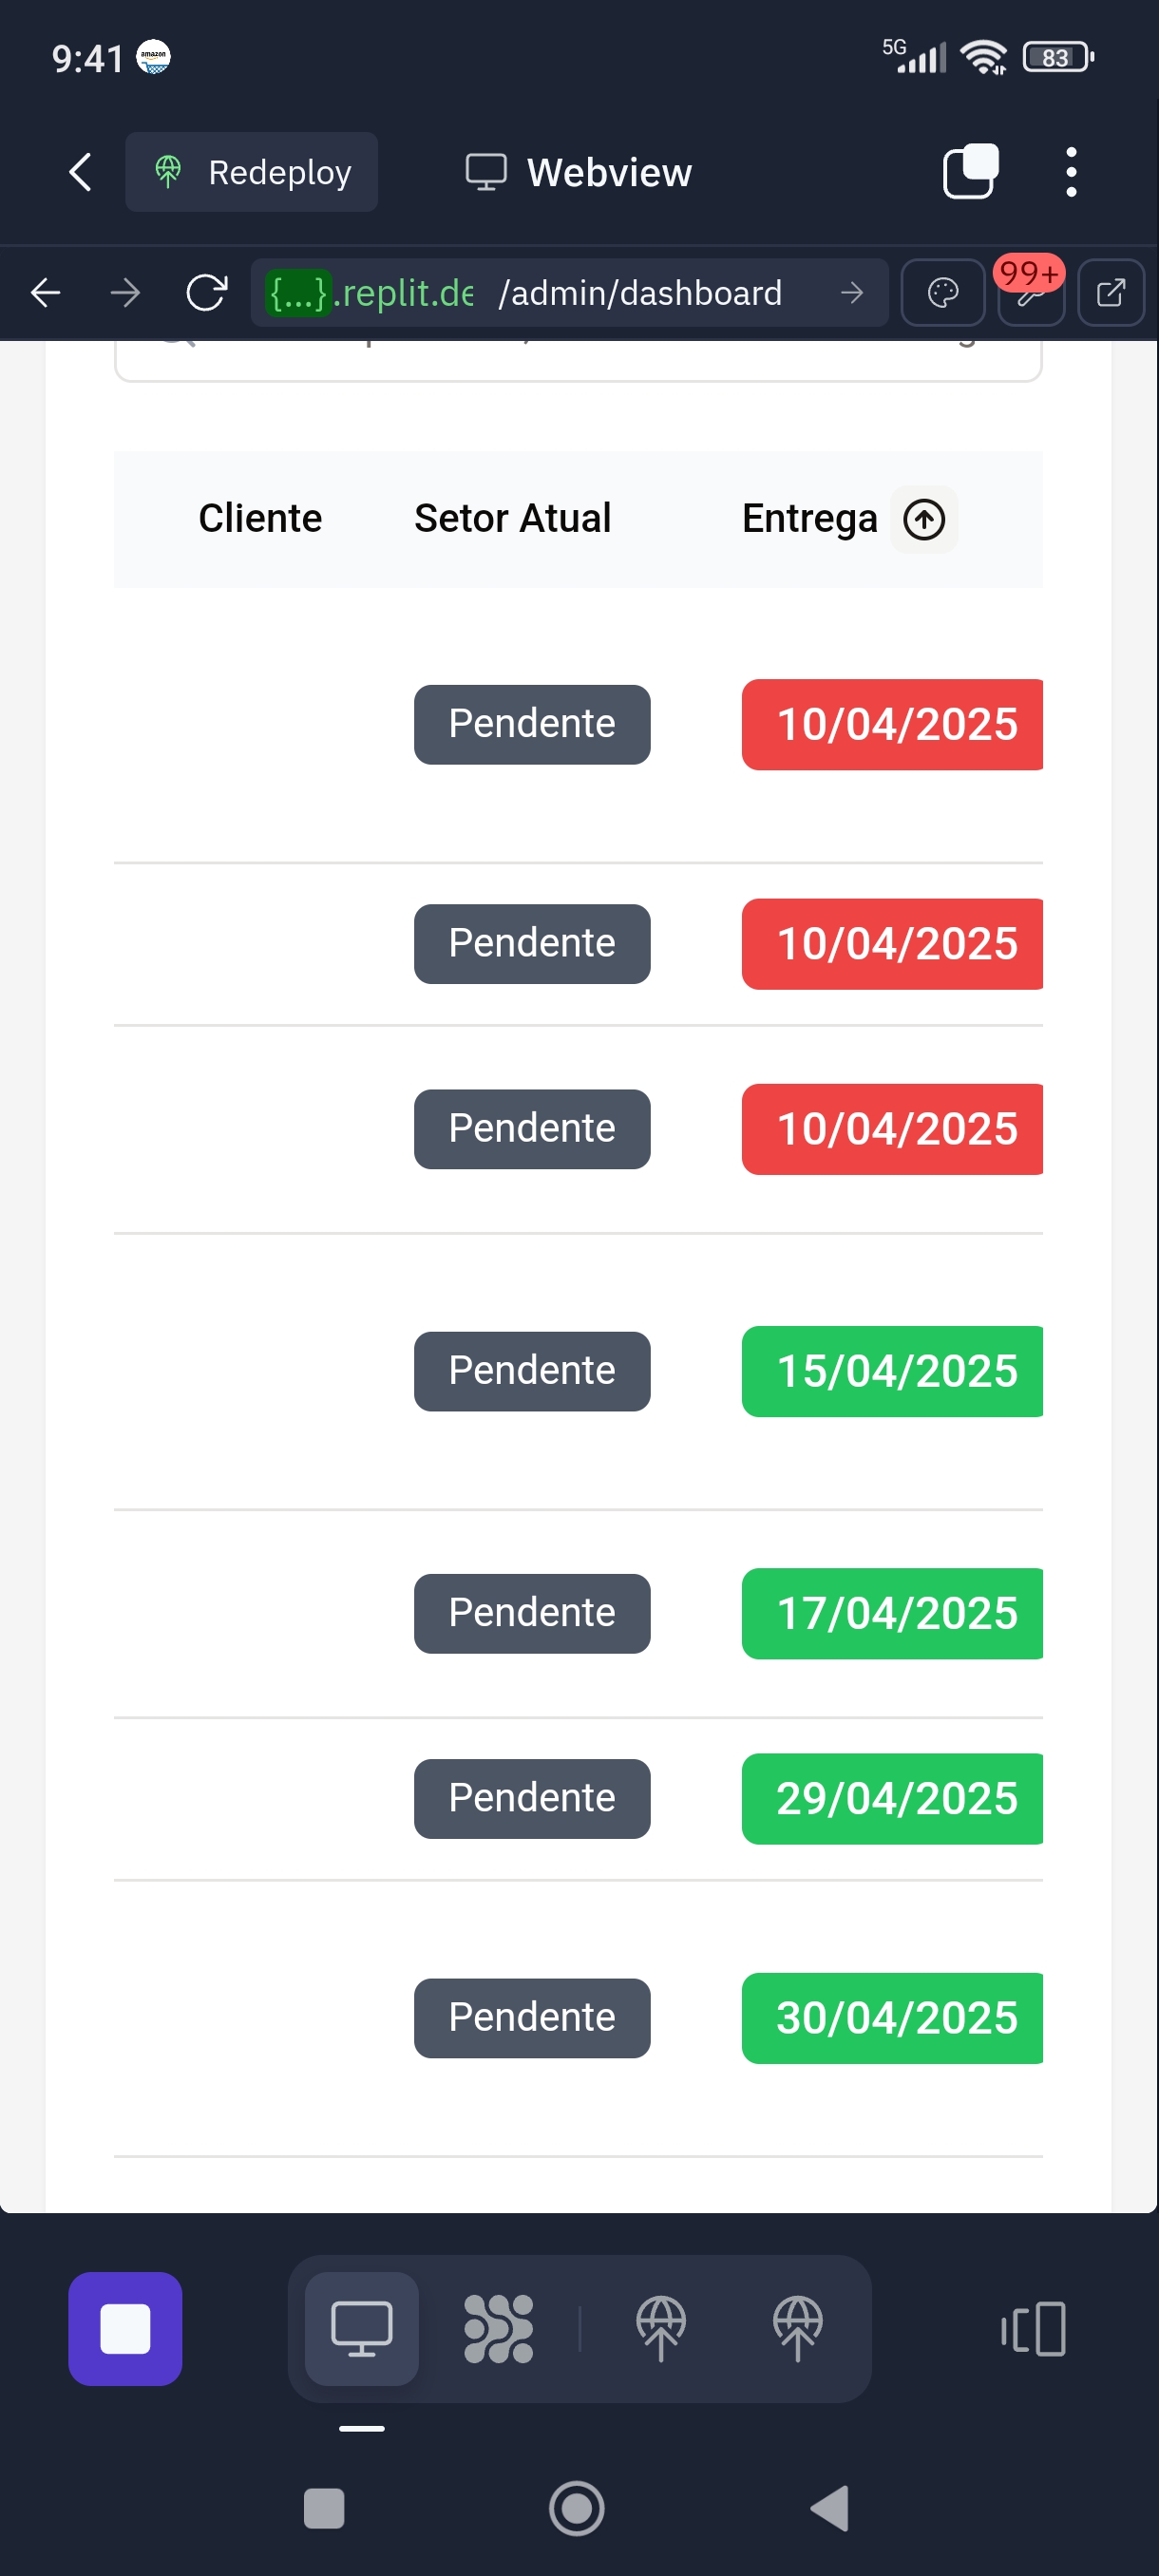 9:41 amazon 5G 83
Redeploy Webview
{...}.replit.de /admin/dashboard 99+
Cliente Setor Atual Entrega
Pendente 10/04/2025
Pendente 10/04/2025
Pendente 10/04/2025
Pendente 15/04/2025
Pendente 17/04/2025
Pendente 29/04/2025
Pendente 30/04/2025